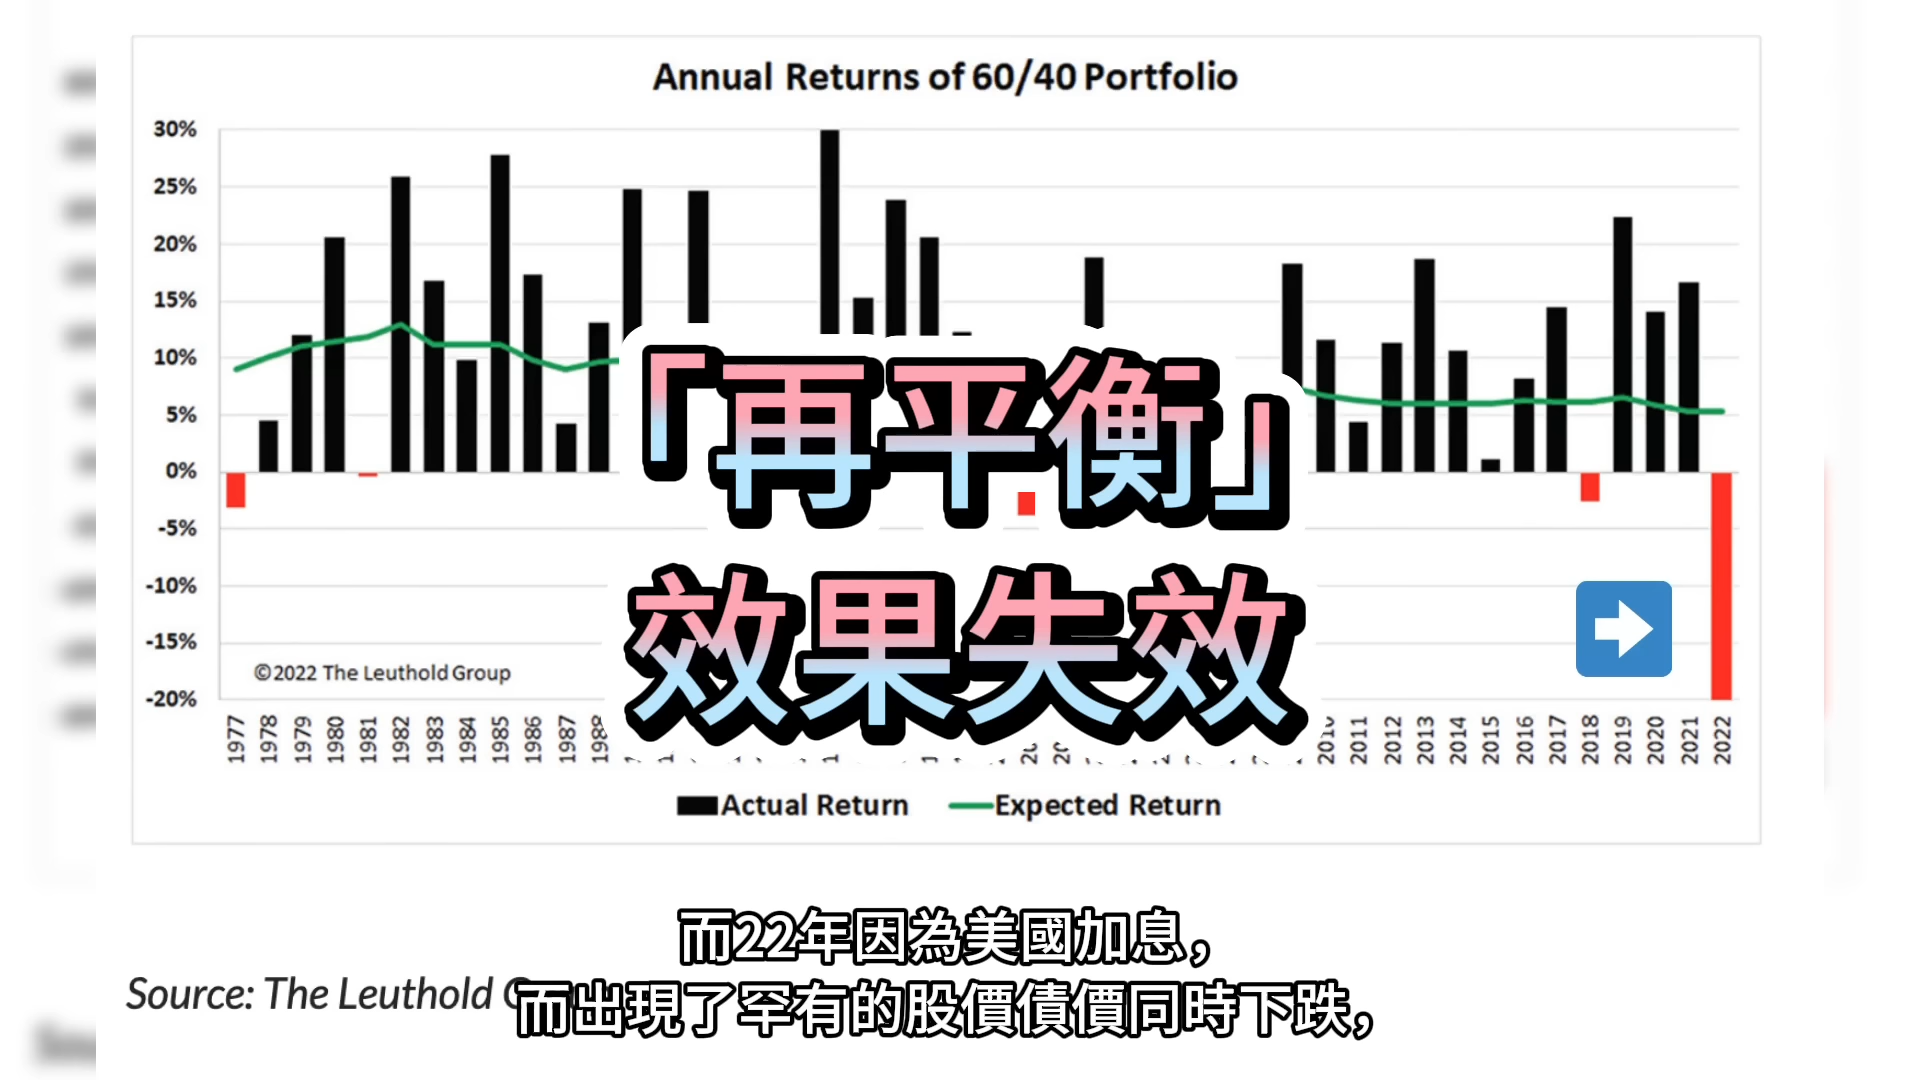 Annual Returns of 60/40 Portfolio
30%
25%
20%
15%
10%
5%
0%
-5%
-10%
-15%
-20%
「再平衡」
效果失效
©2022 The Leuthold Group
1977 1978 1979 1980 1981 1982 1983 1984 1985 1986 1987 1988 2010 2011 2012 2013 2014 2015 2016 2017 2018 2019 2020 2021 2022
Actual Return Expected Return
而22年因為美國加息，
Source: The Leuthold
而出現了罕有的股價債價同時下跌，